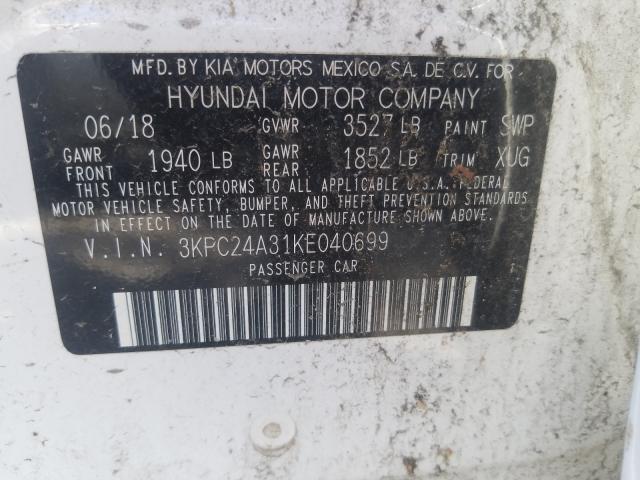 MFD. BY KIA MOTORS MEXICO S.A. DE C.V. FOR
HYUNDAI MOTOR COMPANY
06/18 GVWR 3527 LB PAINT SWP
GAWR FRONT 1940 LB GAWR REAR 1852 LB TRIM XUG
THIS VEHICLE CONFORMS TO ALL APPLICABLE U.S.A. FEDERAL
MOTOR VEHICLE SAFETY, BUMPER, AND THEFT PREVENTION STANDARDS
IN EFFECT ON THE DATE OF MANUFACTURE SHOWN ABOVE.
V.I.N. 3KPC24A31KE040699
PASSENGER CAR